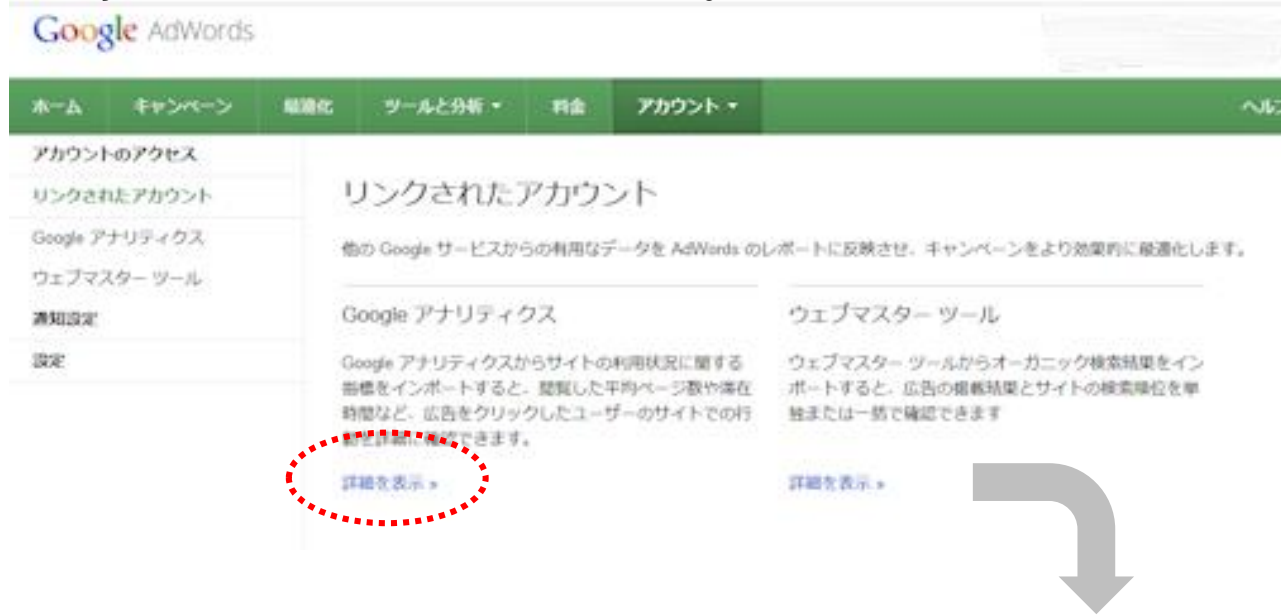 Google AdWords
ホーム キャンペーン 最適化 ツールと分析 料金 アカウント ヘルプ
アカウントのアクセス
リンクされたアカウント
Google アナリティクス
ウェブマスター ツール
通知設定
設定
リンクされたアカウント
他の Google サービスからの有用なデータを AdWords のレポートに反映させ、キャンペーンをより効果的に最適化します。
Google アナリティクス
Google アナリティクスからサイトの利用状況に関する
指標をインポートすると、閲覧した平均ページ数や滞在
時間など、広告をクリックしたユーザーのサイトでの行
動を詳細に確認できます。
詳細を表示 »
ウェブマスター ツール
ウェブマスター ツールからオーガニック検索結果をイン
ポートすると、広告の掲載結果とサイトの検索順位を単
独または一括で確認できます
詳細を表示 »